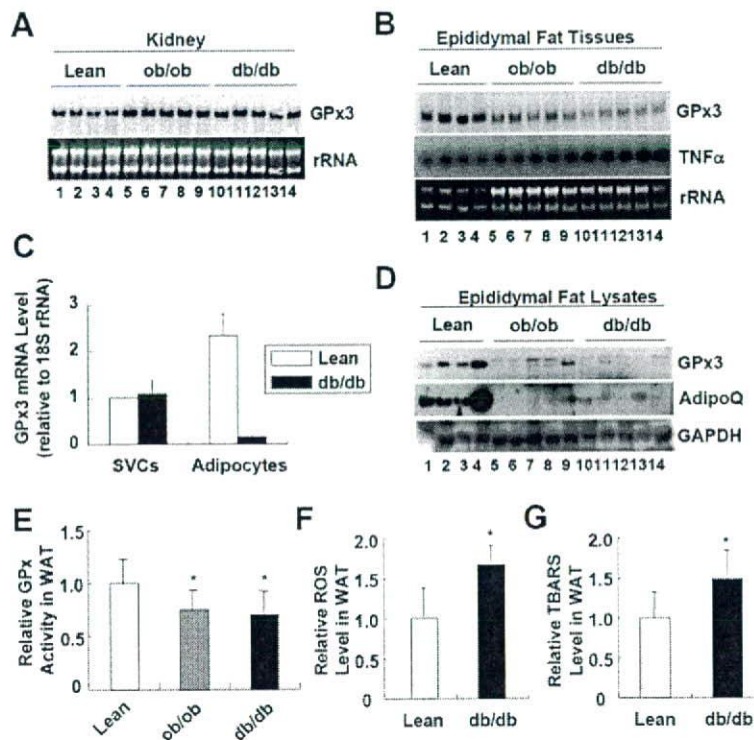 A
Kidney
Lean ob/ob db/db
GPx3
rRNA
1 2 3 4 5 6 7 8 9 10 11 12 13 14
B
Epididymal Fat Tissues
Lean ob/ob db/db
GPx3
TNFα
rRNA
1 2 3 4 5 6 7 8 9 10 11 12 13 14
C
GPx3 mRNA Level
(relative to 18S rRNA)
3
2
1
0
SVCs Adipocytes
Lean
db/db
D
Epididymal Fat Lysates
Lean ob/ob db/db
GPx3
AdipoQ
GAPDH
1 2 3 4 5 6 7 8 9 10 11 12 13 14
E
Relative GPx
Activity in WAT
1.5
1.0
0.5
0
* *
Lean ob/ob db/db
F
Relative ROS
Level in WAT
2.0
1.5
1.0
0.5
0
*
Lean db/db
G
Relative TBARS
Level in WAT
2.0
1.5
1.0
0.5
0
*
Lean db/db